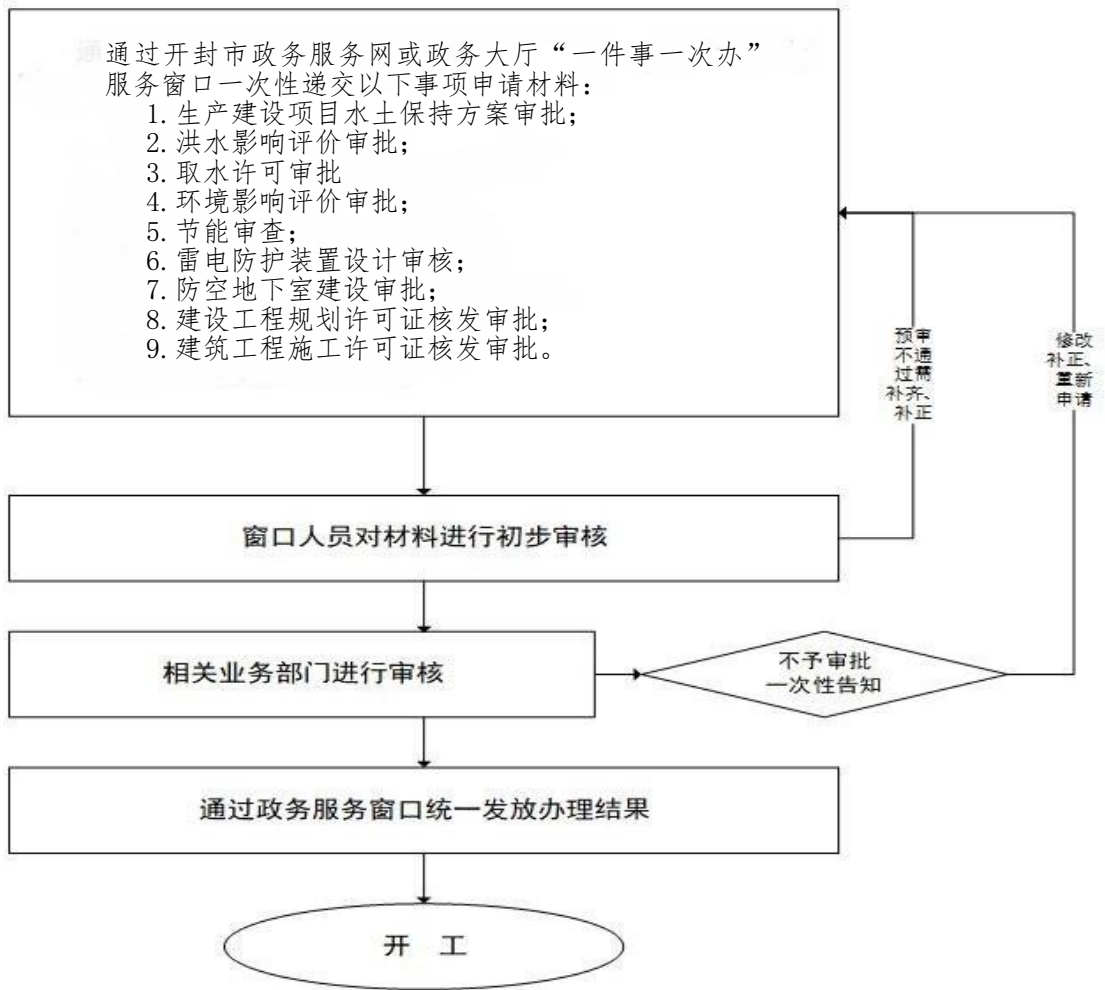 通过开封市政务服务网或政务大厅“一件事一次办”
服务窗口一次性递交以下事项申请材料：
1.生产建设项目水土保持方案审批；
2.洪水影响评价审批；
3.取水许可审批
4.环境影响评价审批；
5.节能审查；
6.雷电防护装置设计审核；
7.防空地下室建设审批；
8.建设工程规划许可证核发审批；
9.建筑工程施工许可证核发审批。
预审
不通
过需
补齐、
补正
修改
补正、
重新
申请
窗口人员对材料进行初步审核
相关业务部门进行审核
不予审批
一次性告知
通过政务服务窗口统一发放办理结果
开 工